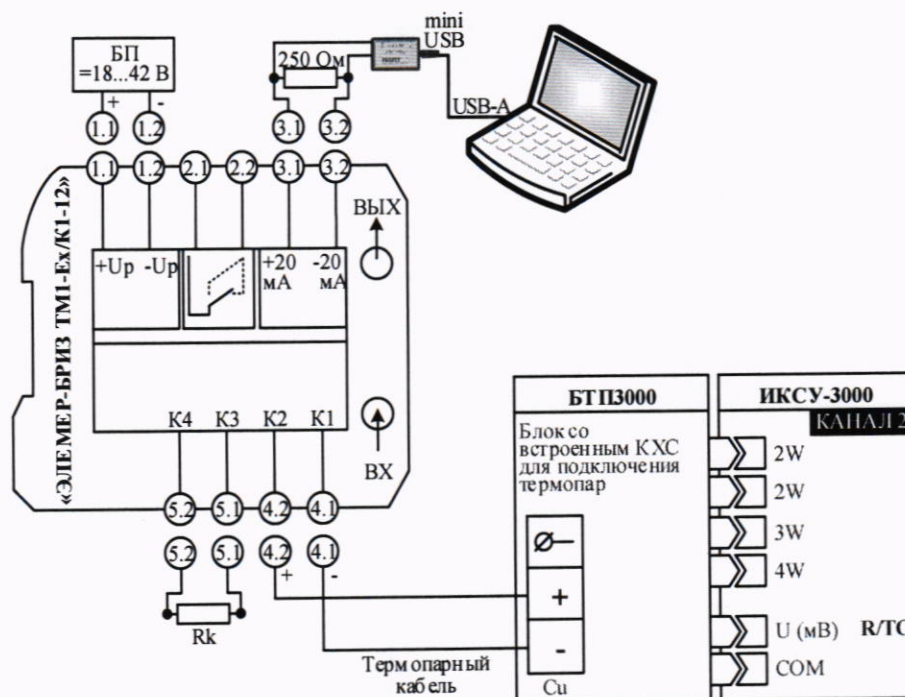 mini
USB
БП
=18...42 В
250 Ом
USB-A
+
-
1.1
1.2
3.1
3.2
1.1
1.2
2.1
2.2
3.1
3.2
ВЫХ
«ЭЛЕМЕР-БРИЗ ТМ1-Ех/К1-12»
+Up
-Up
+20
мА
-20
мА
К4
К3
К2
К1
ВХ
5.2
5.1
4.2
4.1
5.2
5.1
4.2
4.1
+
-
Rk
Термопарный
кабель
БТП3000
Блок со
встроенным КХС
для подключения
термопар
+
-
Cu
ИКСУ-3000
КАНАЛ 2
2W
2W
3W
4W
U (мВ) R/ТС
COM